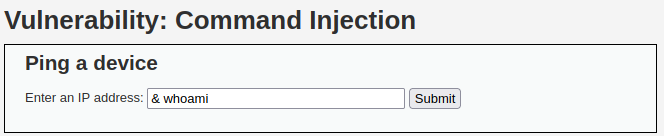 Vulnerability: Command Injection
Ping a device
Enter an IP address: & whoami Submit